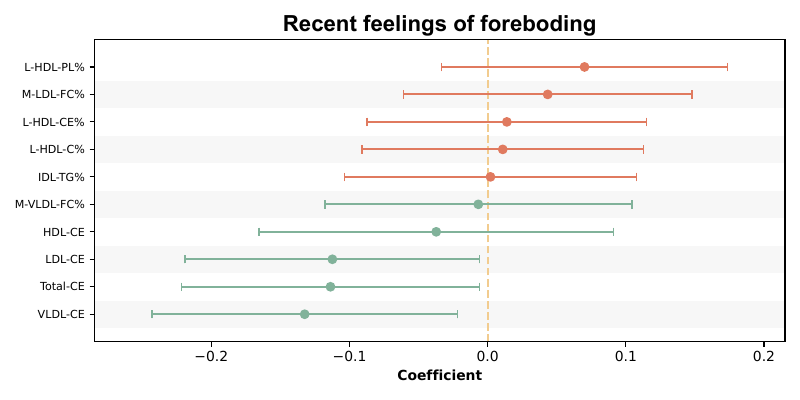 Recent feelings of foreboding
L-HDL-PL%
M-LDL-FC%
L-HDL-CE%
L-HDL-C%
IDL-TG%
M-VLDL-FC%
HDL-CE
LDL-CE
Total-CE
VLDL-CE
−0.2 −0.1 0.0 0.1 0.2
Coefficient